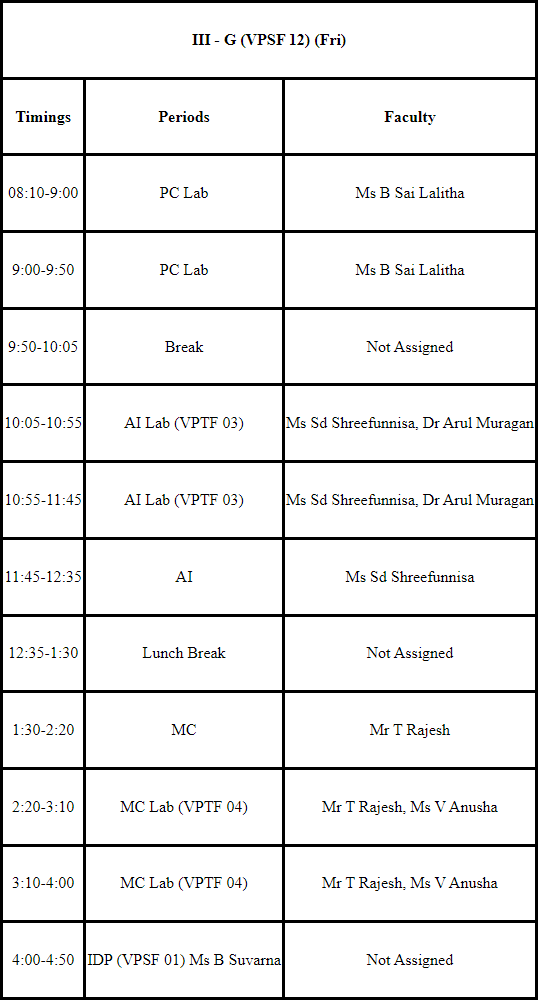 III - G (VPSF 12) (Fri)
Timings Periods Faculty
08:10-9:00 PC Lab Ms B Sai Lalitha
9:00-9:50 PC Lab Ms B Sai Lalitha
9:50-10:05 Break Not Assigned
10:05-10:55 AI Lab (VPTF 03) Ms Sd Shreefunnisa, Dr Arul Muragan
10:55-11:45 AI Lab (VPTF 03) Ms Sd Shreefunnisa, Dr Arul Muragan
11:45-12:35 AI Ms Sd Shreefunnisa
12:35-1:30 Lunch Break Not Assigned
1:30-2:20 MC Mr T Rajesh
2:20-3:10 MC Lab (VPTF 04) Mr T Rajesh, Ms V Anusha
3:10-4:00 MC Lab (VPTF 04) Mr T Rajesh, Ms V Anusha
4:00-4:50 IDP (VPSF 01) Ms B Suvarna Not Assigned